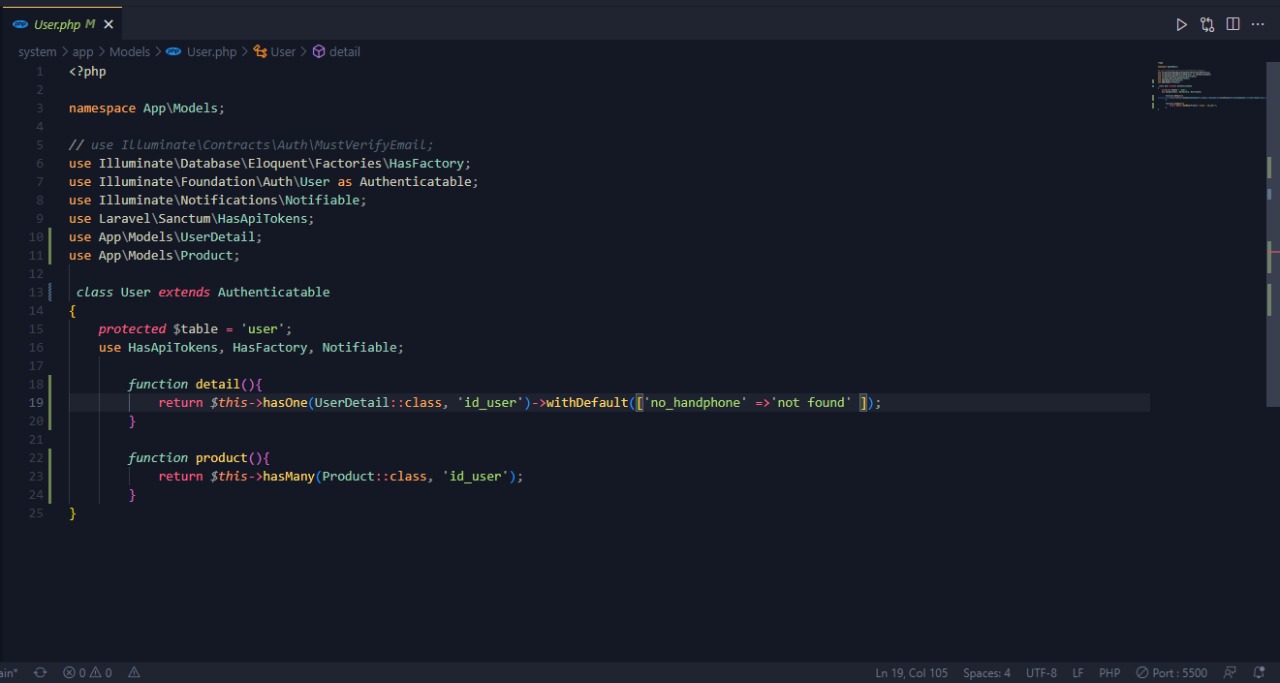 User.php M
system > app > Models > User.php > User > detail
1 <?php
2
3 namespace App\Models;
4
5 // use Illuminate\Contracts\Auth\MustVerifyEmail;
6 use Illuminate\Database\Eloquent\Factories\HasFactory;
7 use Illuminate\Foundation\Auth\User as Authenticatable;
8 use Illuminate\Notifications\Notifiable;
9 use Laravel\Sanctum\HasApiTokens;
10 use App\Models\UserDetail;
11 use App\Models\Product;
12
13 class User extends Authenticatable
14 {
15 protected $table = 'user';
16 use HasApiTokens, HasFactory, Notifiable;
17
18 function detail(){
19 return $this->hasOne(UserDetail::class, 'id_user')->withDefault(['no_handphone' =>'not found' ]);
20 }
21
22 function product(){
23 return $this->hasMany(Product::class, 'id_user');
24 }
25 }
ain* 0 0 Ln 19, Col 105 Spaces: 4 UTF-8 LF PHP Port : 5500